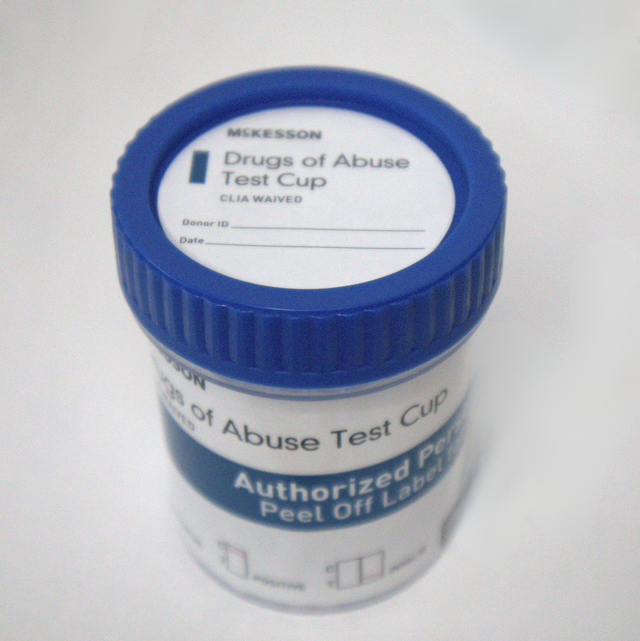 McKESSON
Drugs of Abuse
Test Cup
CLIA WAIVED
Donor ID
Date
of Abuse Test Cup
Authorized
Peel Off Label
POSITIVE